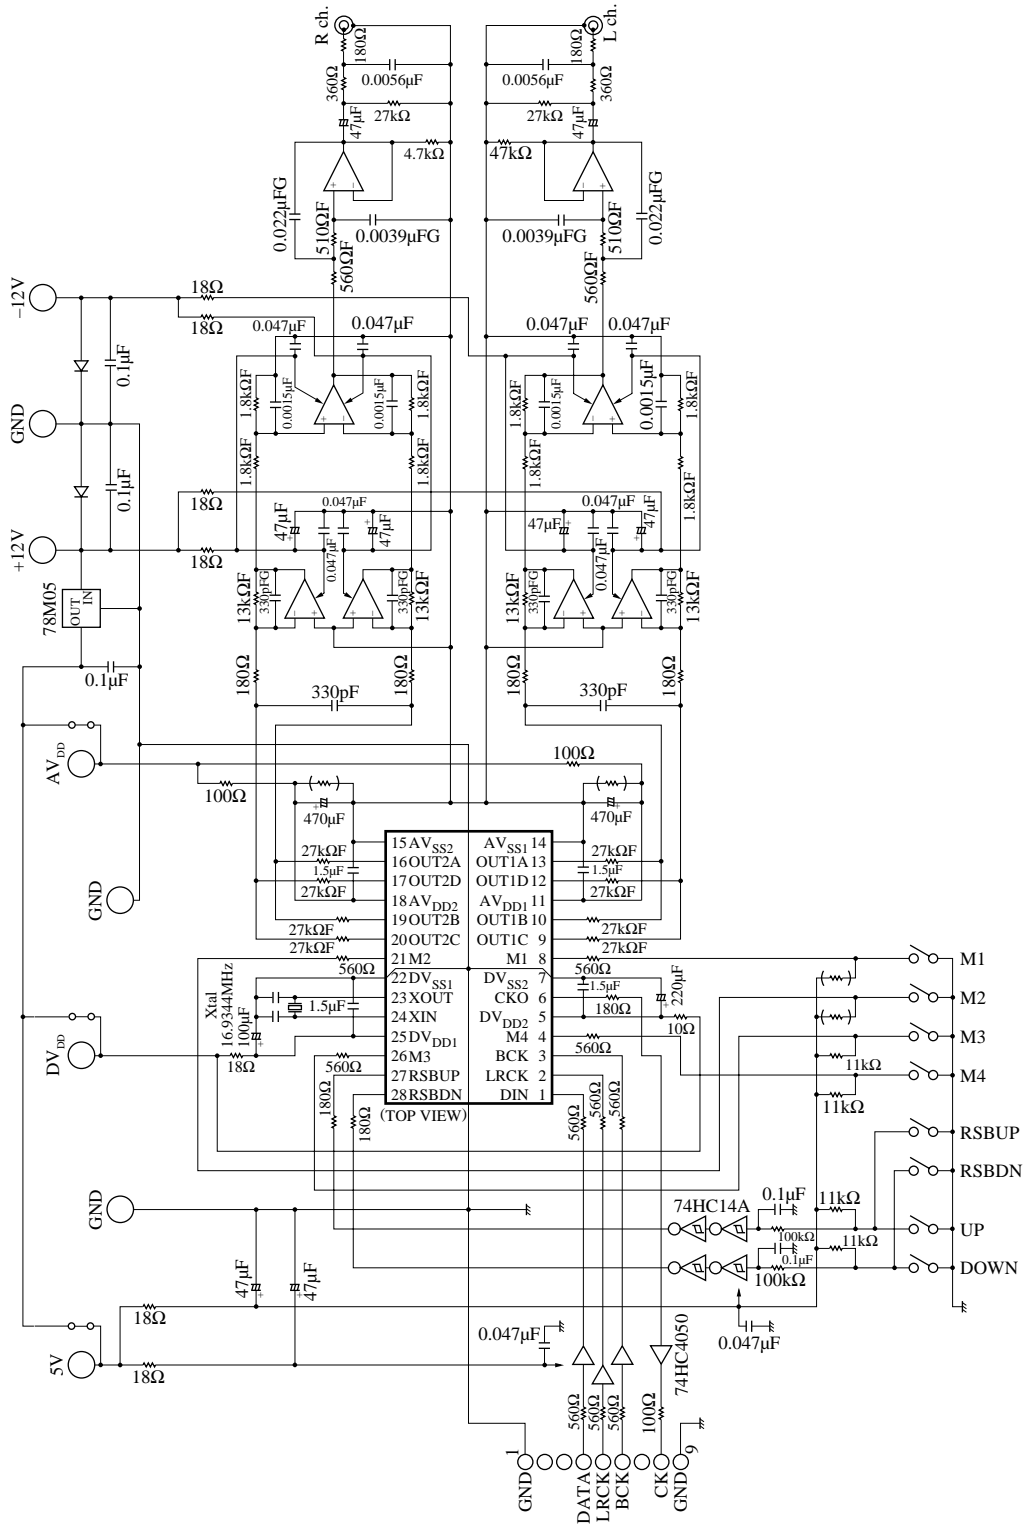 R ch.
L ch.
180Ω
180Ω
0.0056μF
0.0056μF
360Ω
360Ω
27kΩ
27kΩ
47μF
47μF
4.7kΩ
47kΩ
0.022μFG
0.022μFG
510ΩF
0.0039μFG
0.0039μFG
510ΩF
560ΩF
560ΩF
−12V
18Ω
18Ω
0.047μF
0.047μF
0.047μF
0.047μF
0.1μF
1.8kΩF
0.0015μF
0.0015μF
1.8kΩF
1.8kΩF
0.0015μF
0.0015μF
1.8kΩF
GND
1.8kΩF
1.8kΩF
1.8kΩF
1.8kΩF
0.1μF
18Ω
47μF
0.047μF
47μF
47μF
0.047μF
47μF
+12V
18Ω
0.047μF
0.047μF
78M05
OUT
IN
13kΩF
330pFG
330pFG
13kΩF
13kΩF
330pFG
330pFG
13kΩF
0.1μF
180Ω
180Ω
180Ω
180Ω
330pF
330pF
AVDD
100Ω
100Ω
470μF
470μF
15 AVSS2
AVSS1 14
27kΩF
16 OUT2A
OUT1A 13
27kΩF
1.5μF
17 OUT2D
OUT1D 12
1.5μF
27kΩF
18 AVDD2
AVDD1 11
27kΩF
GND
19 OUT2B
OUT1B 10
27kΩF
20 OUT2C
OUT1C 9
27kΩF
27kΩF
21 M2
M1 8
27kΩF
560Ω
22 DVSS1
DVSS2 7
560Ω
Xtal
16.9344MHz
23 XOUT
CKO 6
1.5μF
220μF
100μF
1.5μF
24 XIN
DVDD2 5
180Ω
25 DVDD1
M4 4
10Ω
DVDD
18Ω
560Ω
26 M3
BCK 3
560Ω
27 RSBUP
LRCK 2
28 RSBDN
DIN 1
(TOP VIEW)
180Ω
180Ω
560Ω
560Ω
560Ω
M1
M2
M3
11kΩ
M4
11kΩ
RSBUP
RSBDN
GND
74HC14A
0.1μF
11kΩ
UP
100kΩ
11kΩ
0.1μF
DOWN
100kΩ
47μF
47μF
18Ω
0.047μF
0.047μF
5V
18Ω
74HC4050
560Ω
560Ω
560Ω
100Ω
1
9
GND
DATA
LRCK
BCK
CK
GND